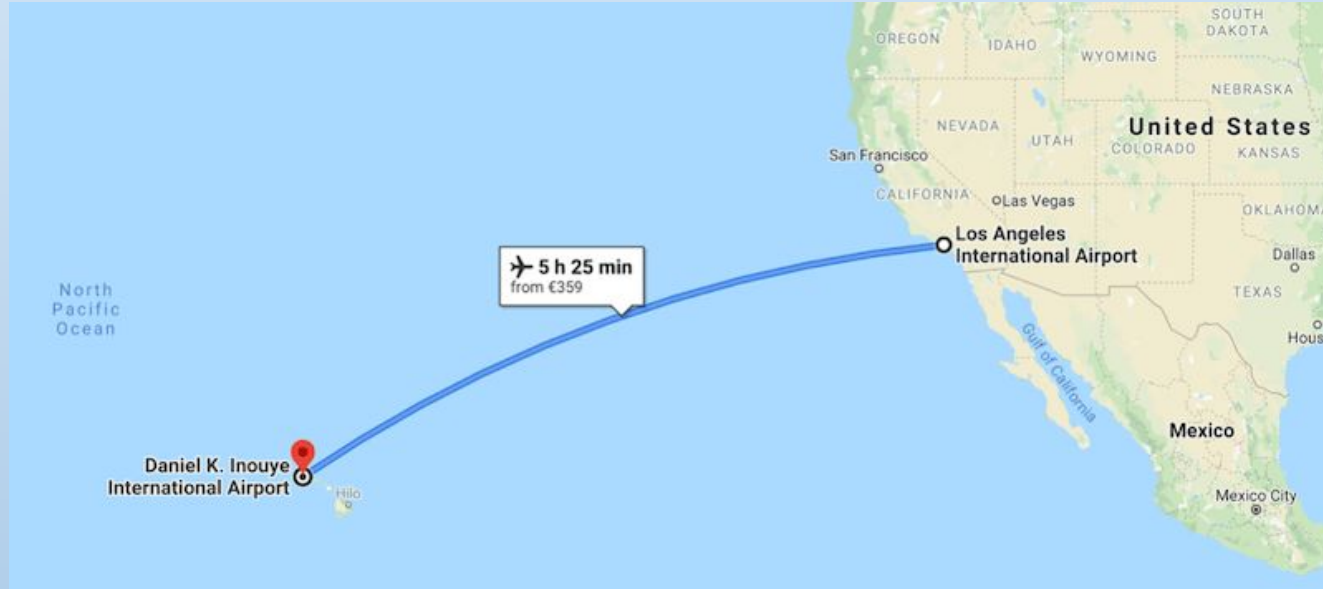 SOUTH
DAKOTA
OREGON
IDAHO
WYOMING
NEBRASKA
NEVADA
UTAH
United States
COLORADO
KANSAS
San Francisco
CALIFORNIA
Las Vegas
OKLAHOMA
Los Angeles
International Airport
Dallas
TEXAS
5 h 25 min
from €359
North
Pacific
Ocean
Hous
Gulf of California
Mexico
Daniel K. Inouye
International Airport
Hilo
Mexico City